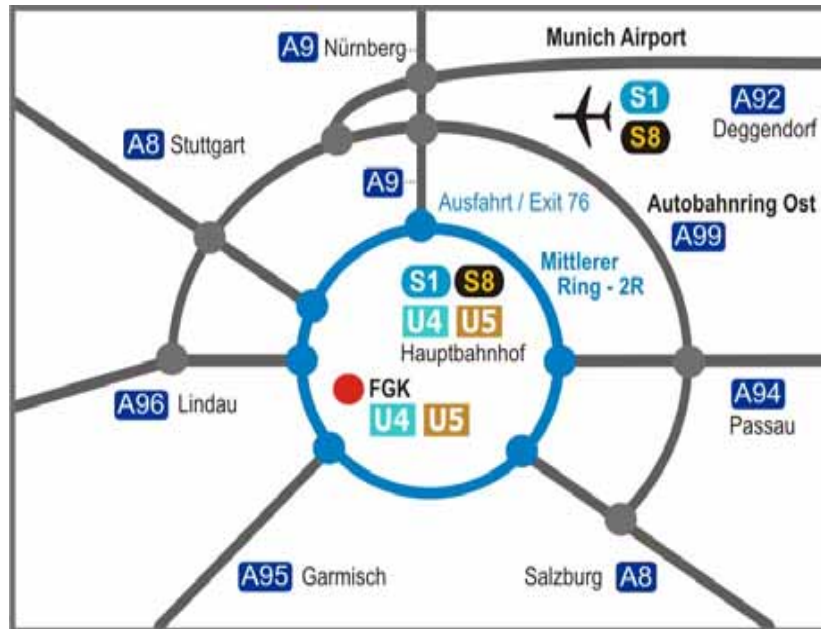 A9 Nürnberg
Munich Airport
S1
A92
S8
Deggendorf
A8 Stuttgart
A9
Ausfahrt / Exit 76
Autobahnring Ost
A99
Mittlerer
Ring - 2R
S1 S8
U4 U5
Hauptbahnhof
FGK
U4 U5
A96 Lindau
A94
Passau
A95 Garmisch
Salzburg A8